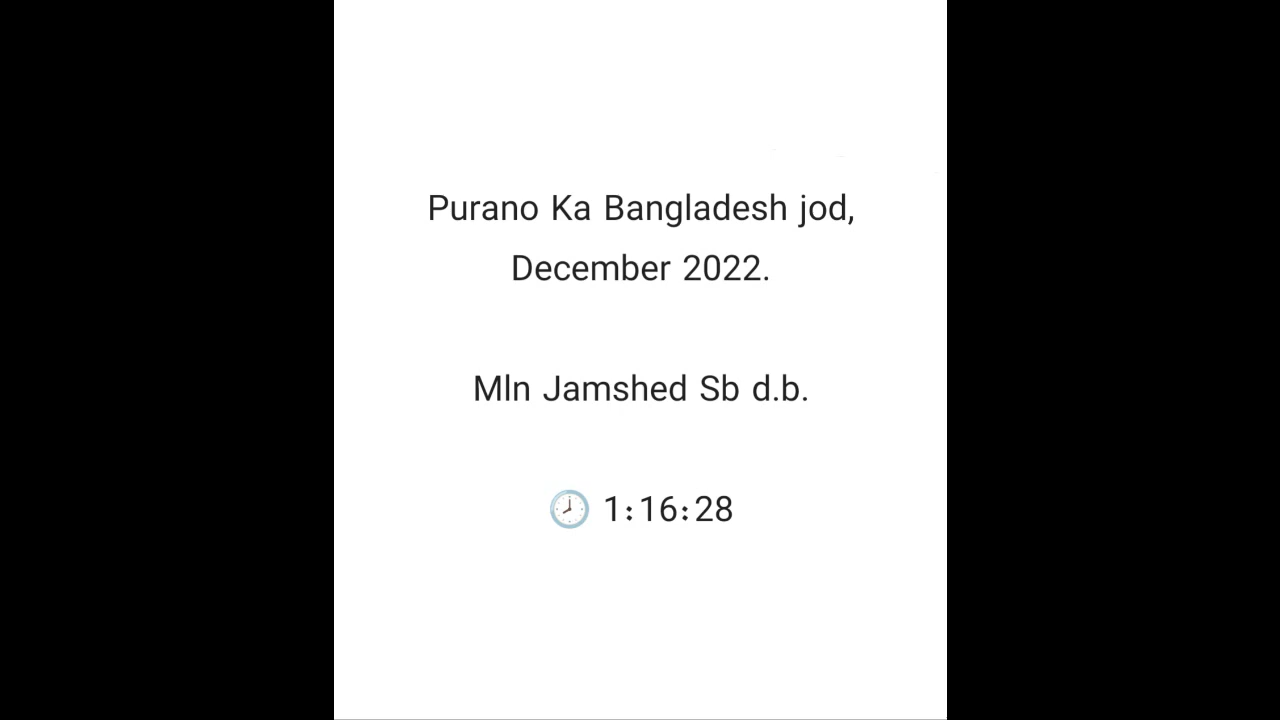 Purano Ka Bangladesh jod,
December 2022.
Mln Jamshed Sb d.b.
🕗 1:16:28